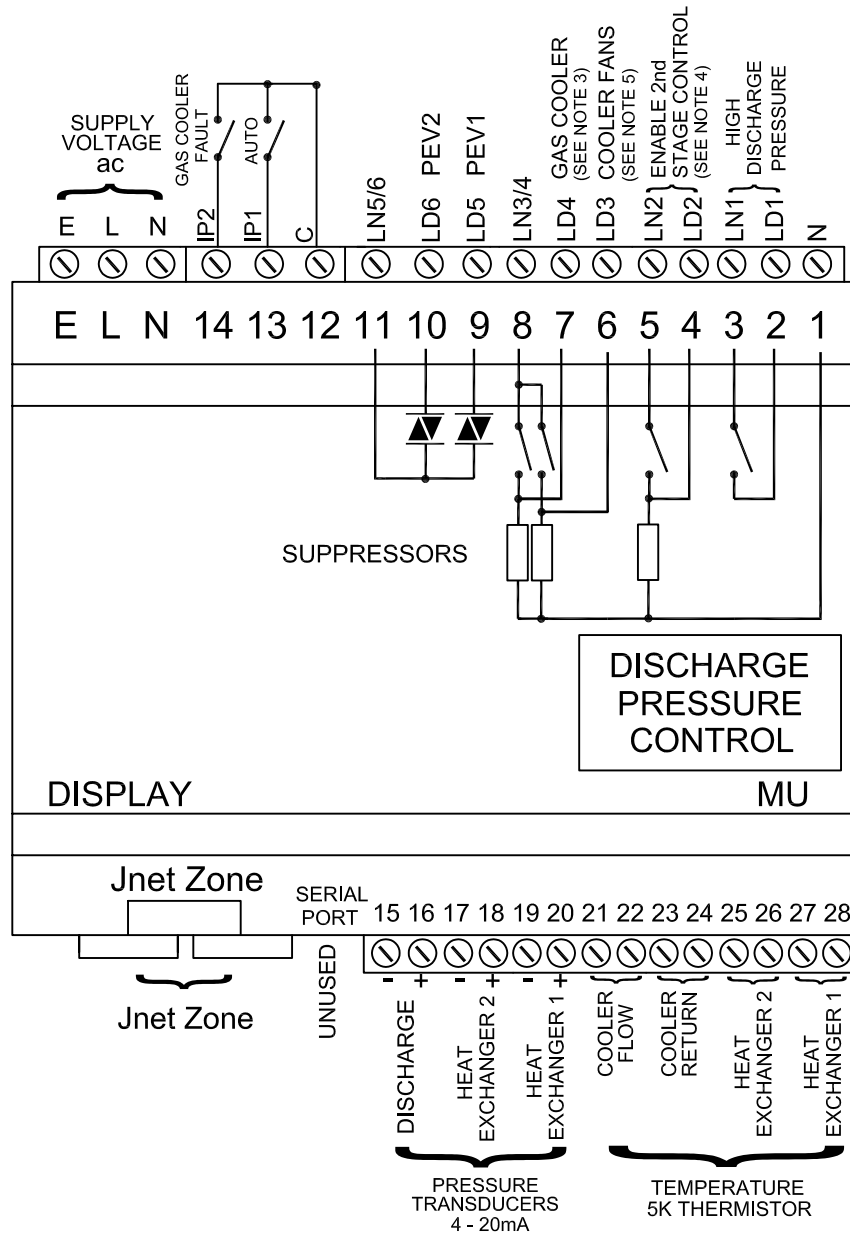 SUPPLY
VOLTAGE
ac
E L N
GAS COOLER
FAULT
AUTO
IP2
IP1
C
LN5/6
LD6 PEV2
LD5 PEV1
LN3/4
LD4 GAS COOLER
(SEE NOTE 3)
LD3 COOLER FANS
(SEE NOTE 5)
LN2
LD2
ENABLE 2nd
STAGE CONTROL
(SEE NOTE 4)
LN1
LD1
HIGH
DISCHARGE
PRESSURE
N
E L N 14 13 12 11 10 9 8 7 6 5 4 3 2 1
SUPPRESSORS
DISCHARGE
PRESSURE
CONTROL
DISPLAY
MU
Jnet Zone
SERIAL
PORT
15 16 17 18 19 20 21 22 23 24 25 26 27 28
- + - + - +
Jnet Zone
UNUSED
DISCHARGE
HEAT
EXCHANGER 2
HEAT
EXCHANGER 1
COOLER
FLOW
COOLER
RETURN
HEAT
EXCHANGER 2
HEAT
EXCHANGER 1
PRESSURE
TRANSDUCERS
4 - 20mA
TEMPERATURE
5K THERMISTOR